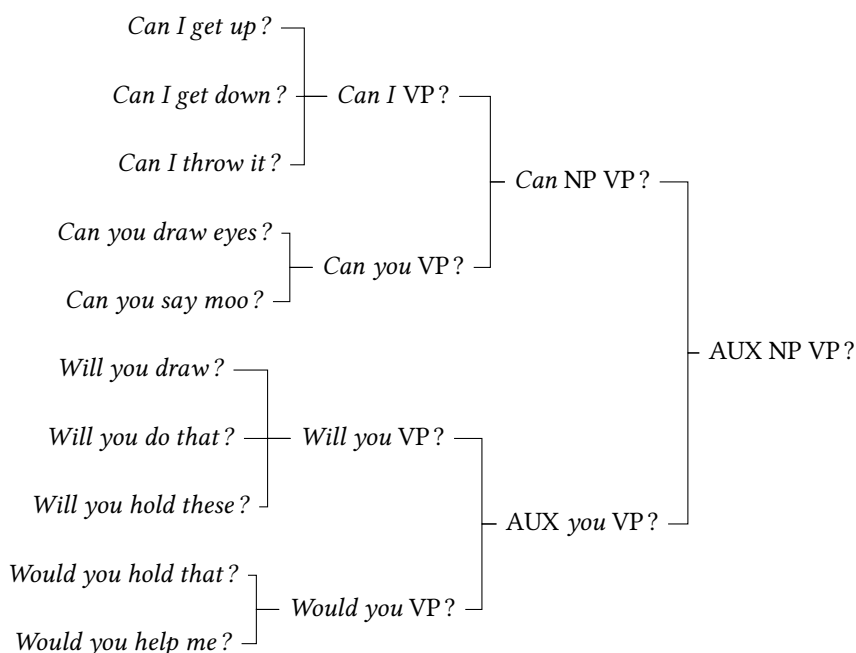 Can I get up?
Can I get down?
Can I VP?
Can I throw it?
Can NP VP?
Can you draw eyes?
Can you VP?
Can you say moo?
AUX NP VP?
Will you draw?
Will you do that?
Will you VP?
Will you hold these?
AUX you VP?
Would you hold that?
Would you VP?
Would you help me?